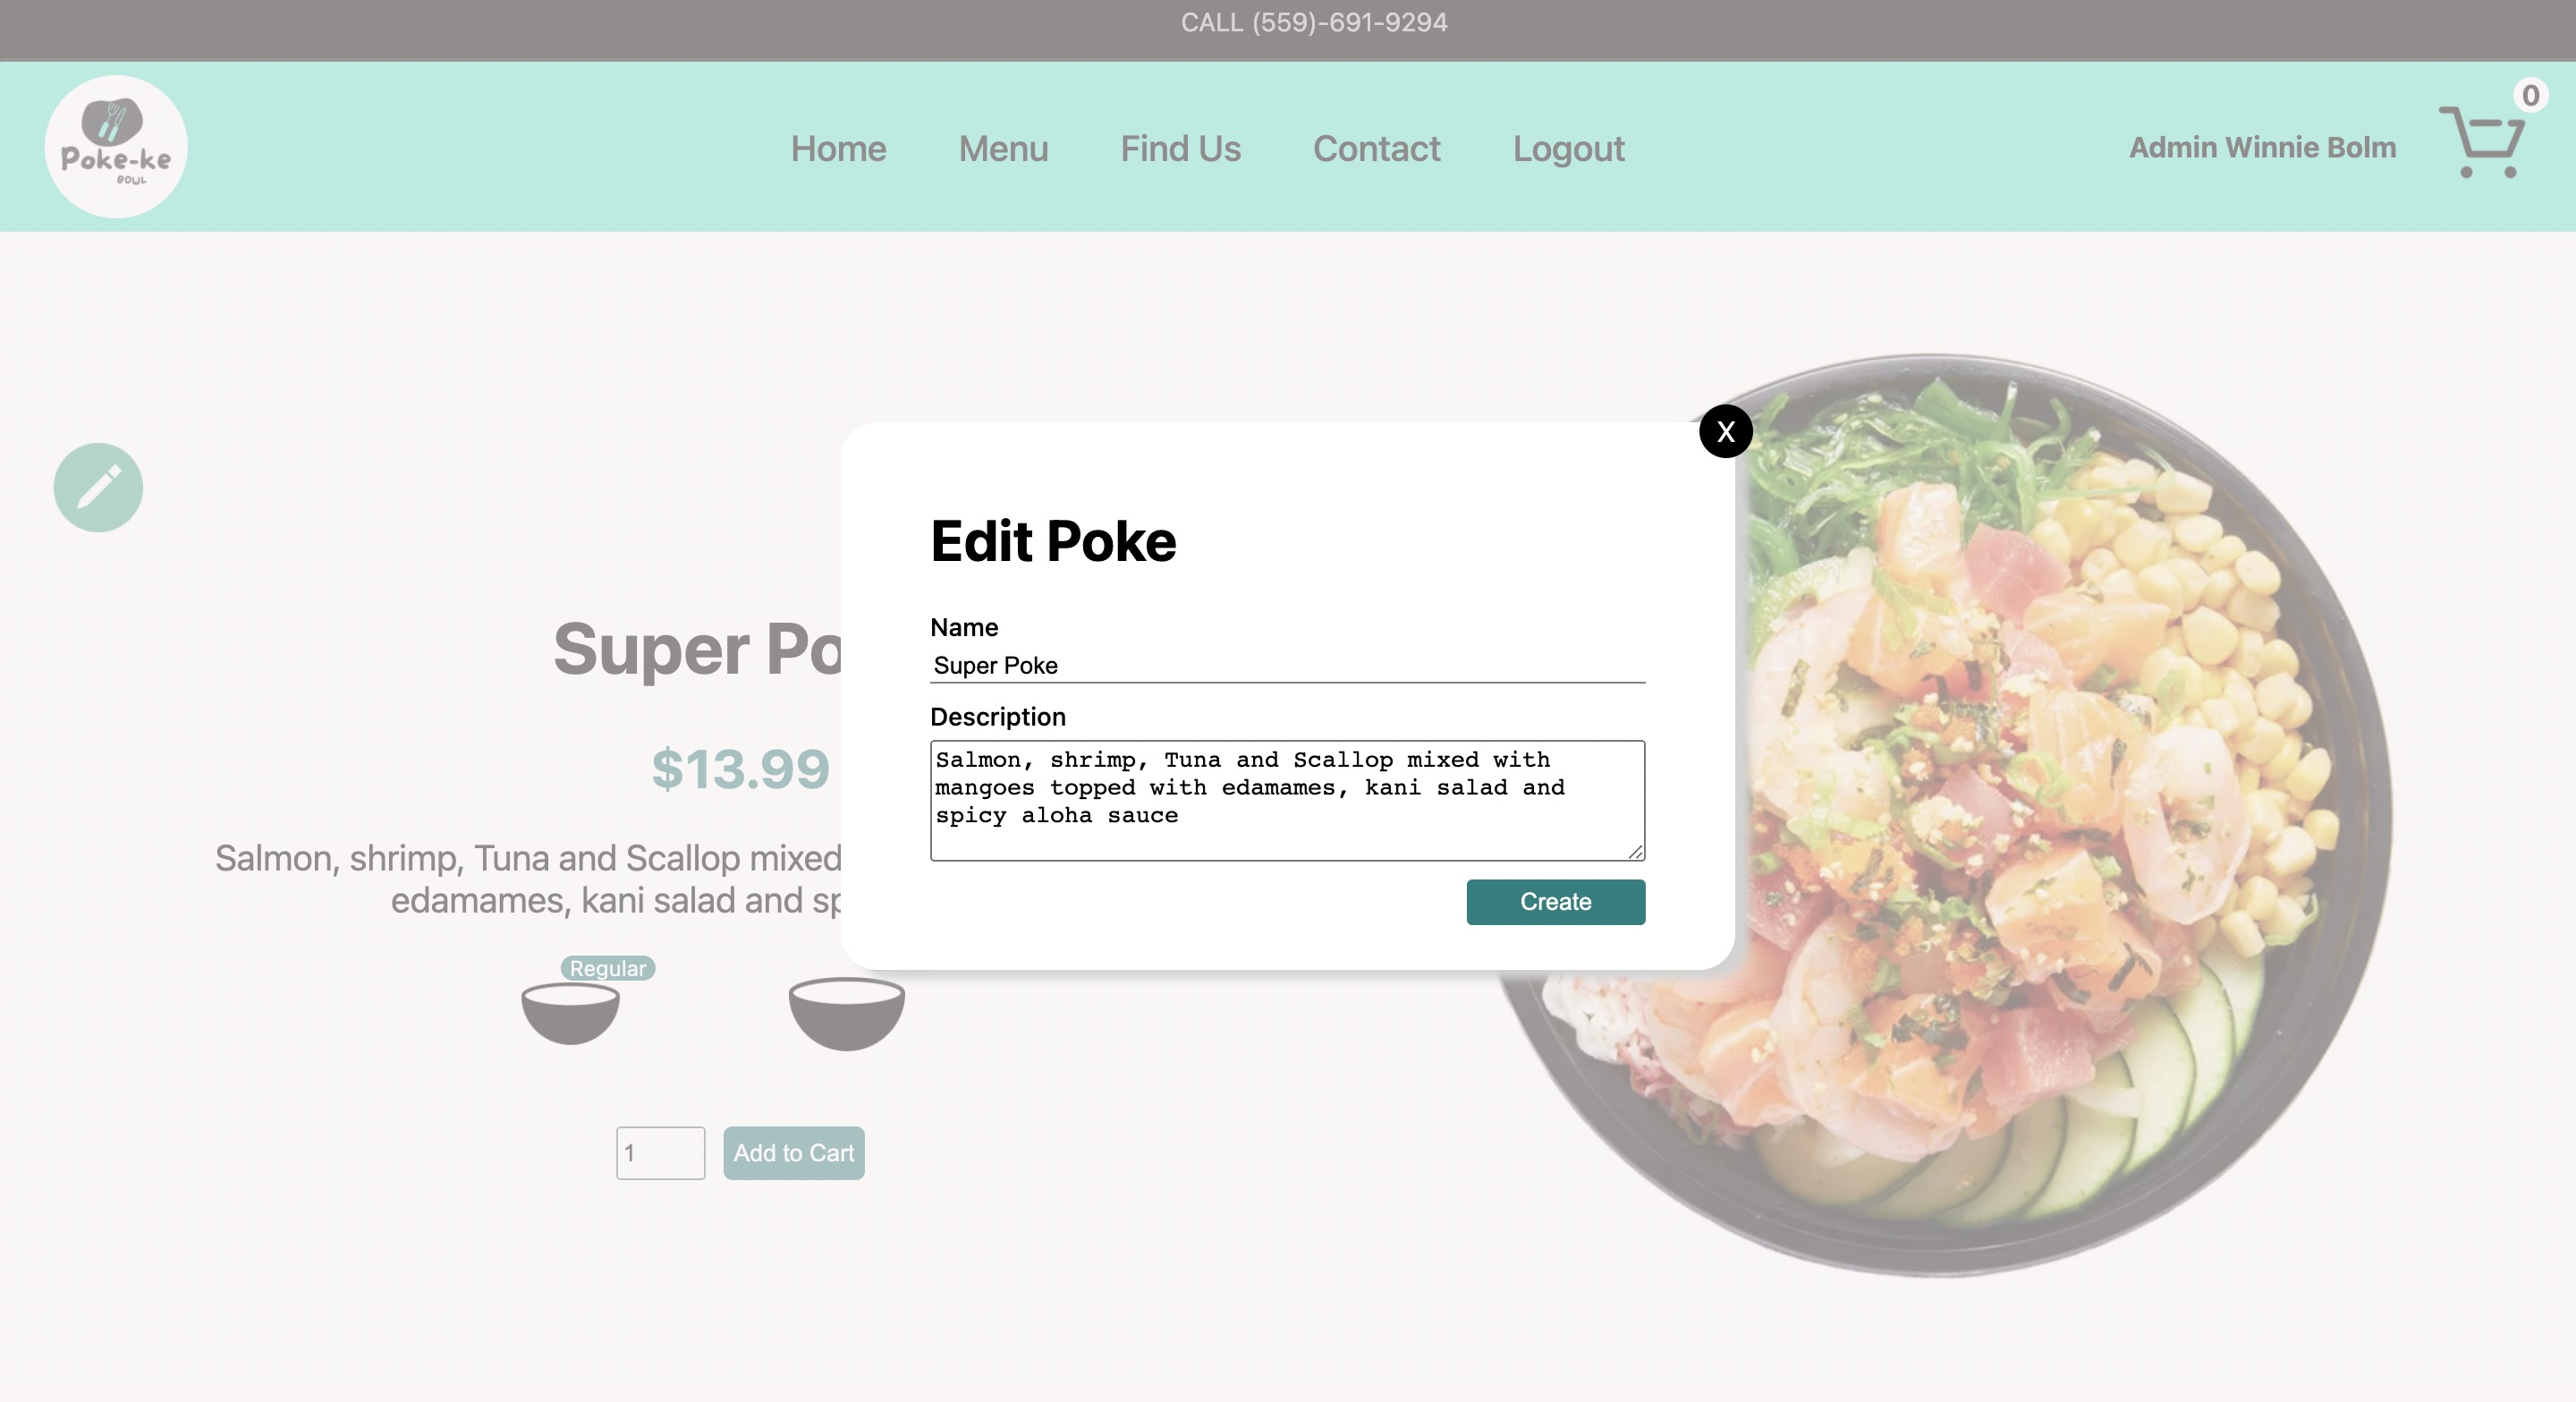 CALL (559)-691-9294
Poke-ke
BOWL
Home Menu Find Us Contact Logout
Admin Winnie Bolm
0
X
Edit Poke
Name
Super Poke
Description
Salmon, shrimp, Tuna and Scallop mixed with
mangoes topped with edamames, kani salad and
spicy aloha sauce
Create
Super Po
$13.99
Salmon, shrimp, Tuna and Scallop mixed
edamames, kani salad and sp
Regular
1
Add to Cart